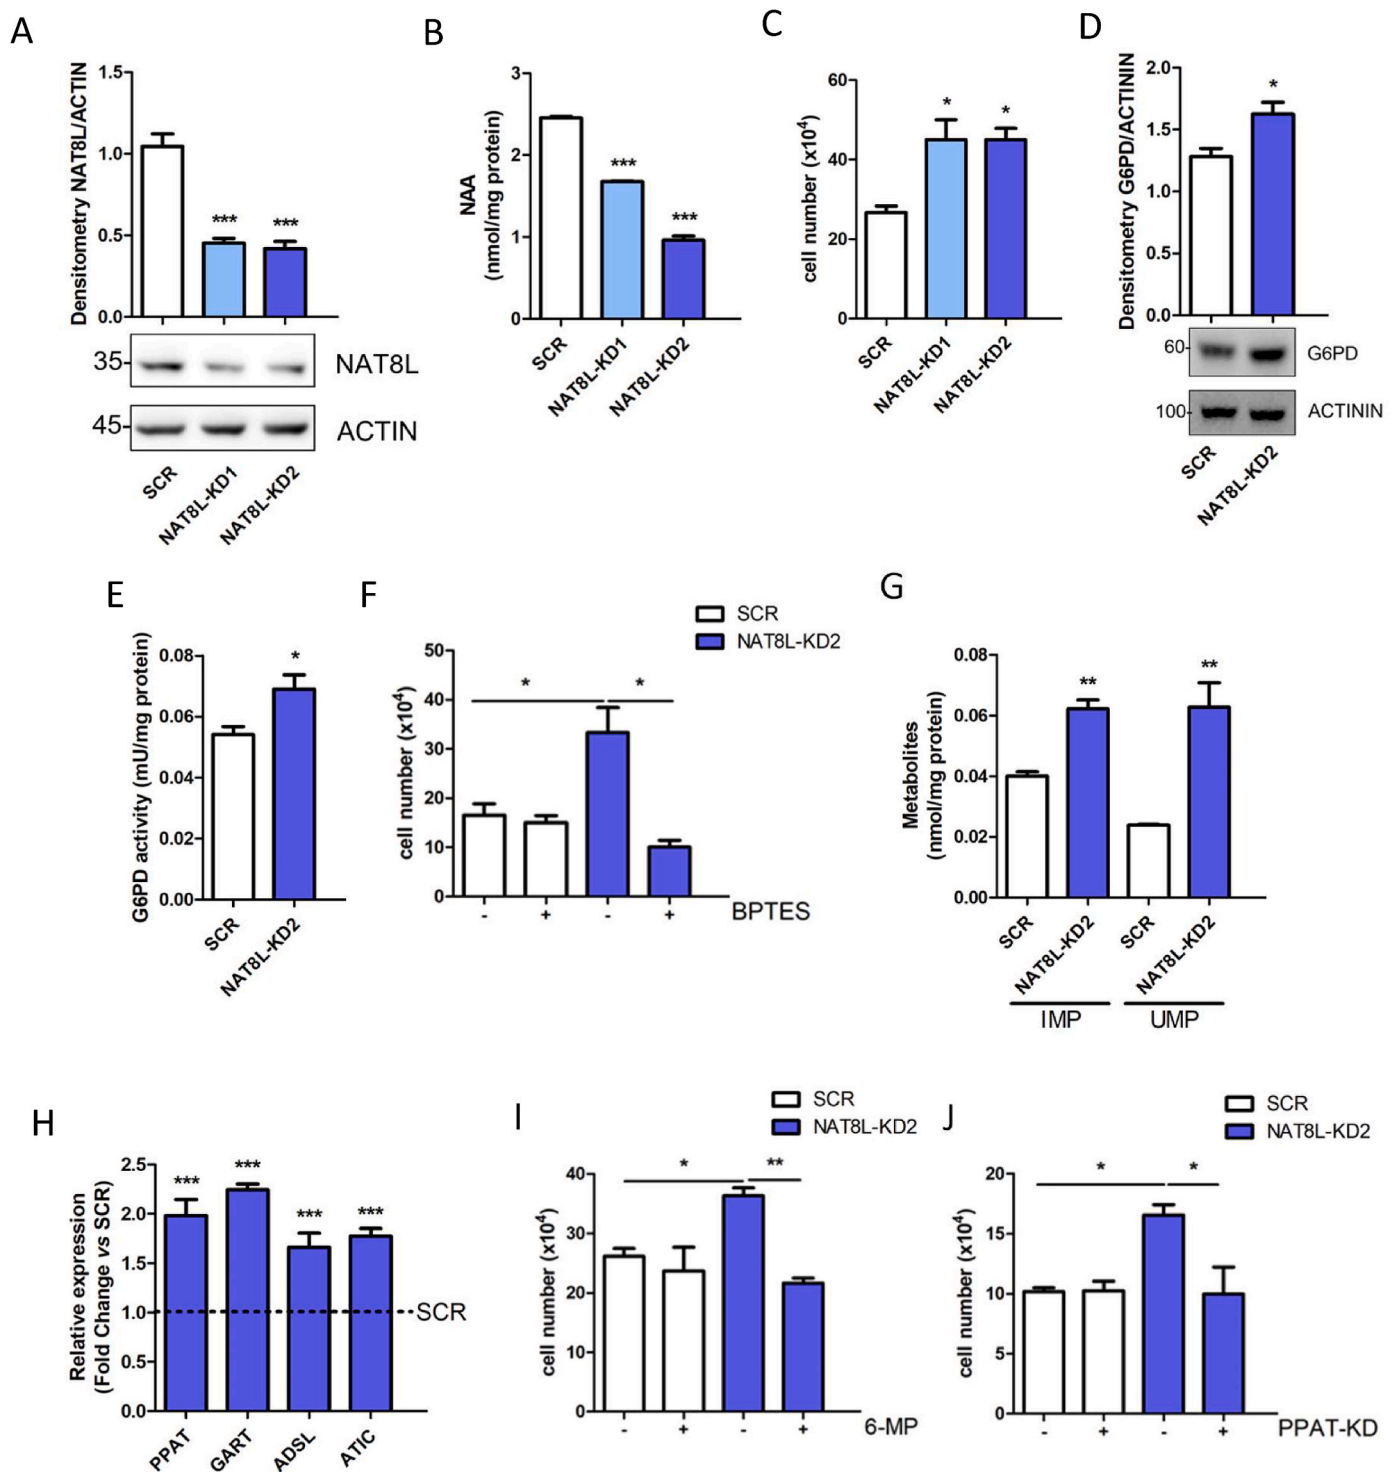 A
Densitometry NAT8L/ACTIN
1.5
1.0
0.5
0.0
***
***
35
NAT8L
45
ACTIN
SCR
NAT8L-KD1
NAT8L-KD2
B
NAA
(nmol/mg protein)
3
2
1
0
***
***
SCR
NAT8L-KD1
NAT8L-KD2
C
cell number (x10⁴)
60
40
20
0
*
*
SCR
NAT8L-KD1
NAT8L-KD2
D
Densitometry G6PD/ACTININ
2.0
1.5
1.0
0.5
0.0
*
60
G6PD
100
ACTININ
SCR
NAT8L-KD2
E
G6PD activity (mU/mg protein)
0.08
0.06
0.04
0.02
0.00
*
SCR
NAT8L-KD2
F
SCR
NAT8L-KD2
cell number (x10⁴)
50
40
30
20
10
0
*
*
- + - + BPTES
G
Metabolites
(nmol/mg protein)
0.08
0.06
0.04
0.02
0.00
**
**
SCR
NAT8L-KD2
SCR
NAT8L-KD2
IMP
UMP
H
Relative expression
(Fold Change vs SCR)
2.5
2.0
1.5
1.0
0.5
0.0
***
***
***
***
SCR
PPAT
GART
ADSL
ATIC
I
SCR
NAT8L-KD2
cell number (x10⁴)
40
30
20
10
0
*
**
- + - + 6-MP
J
SCR
NAT8L-KD2
cell number (x10⁴)
20
15
10
5
0
*
*
- + - + PPAT-KD